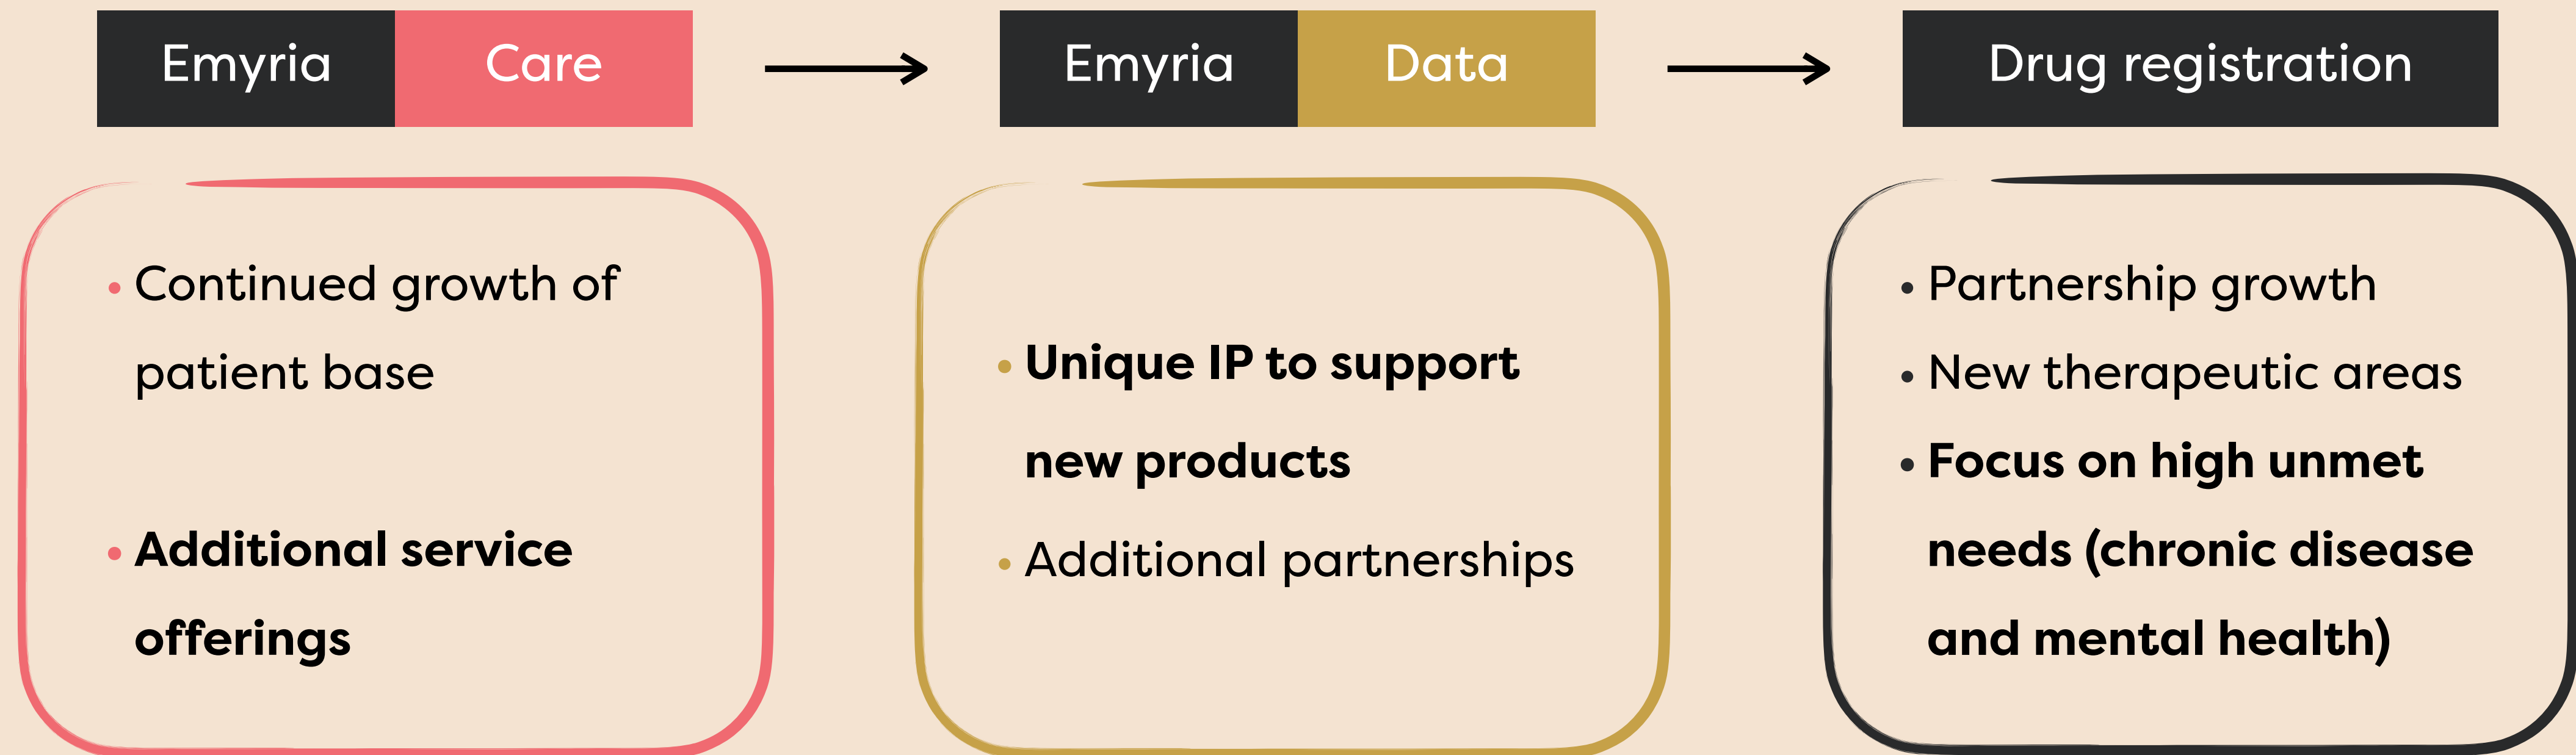 Emyria Care
Emyria Data
Drug registration
• Continued growth of
patient base
• Additional service
offerings
• Unique IP to support
new products
• Additional partnerships
• Partnership growth
• New therapeutic areas
• Focus on high unmet
needs (chronic disease
and mental health)